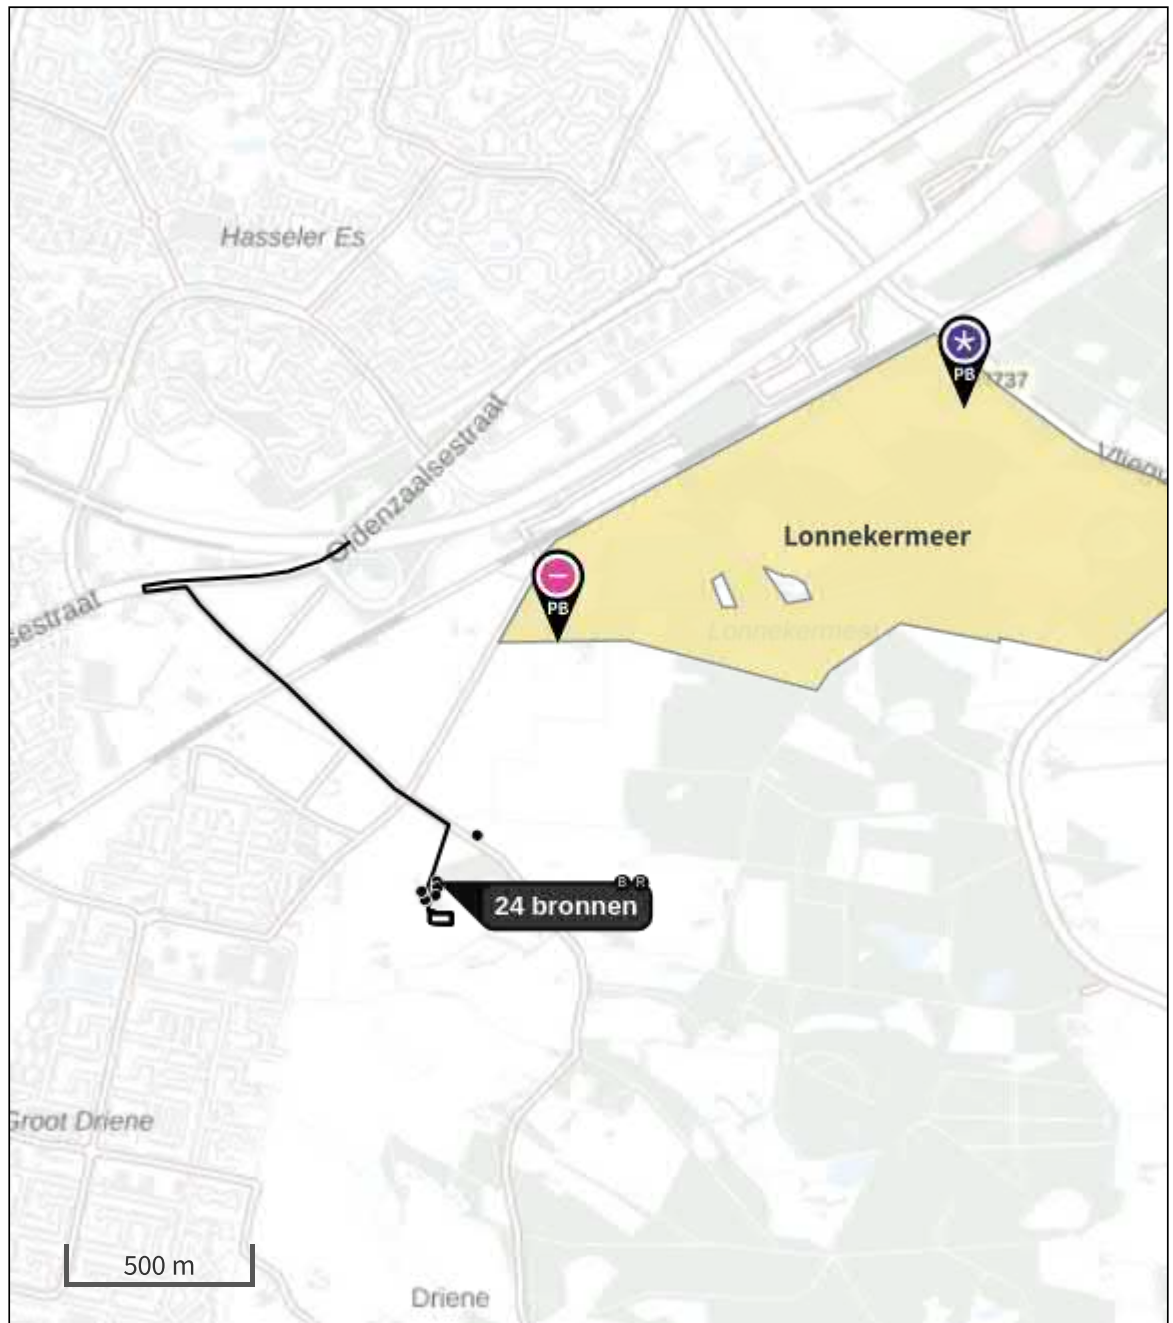 Hasseler Es
PB
737
Oldenzaalsestraat
Lonnekermeer
PB
sestraat
Lonnekermeer
B R
24 bronnen
Groot Driene
500 m
Driene